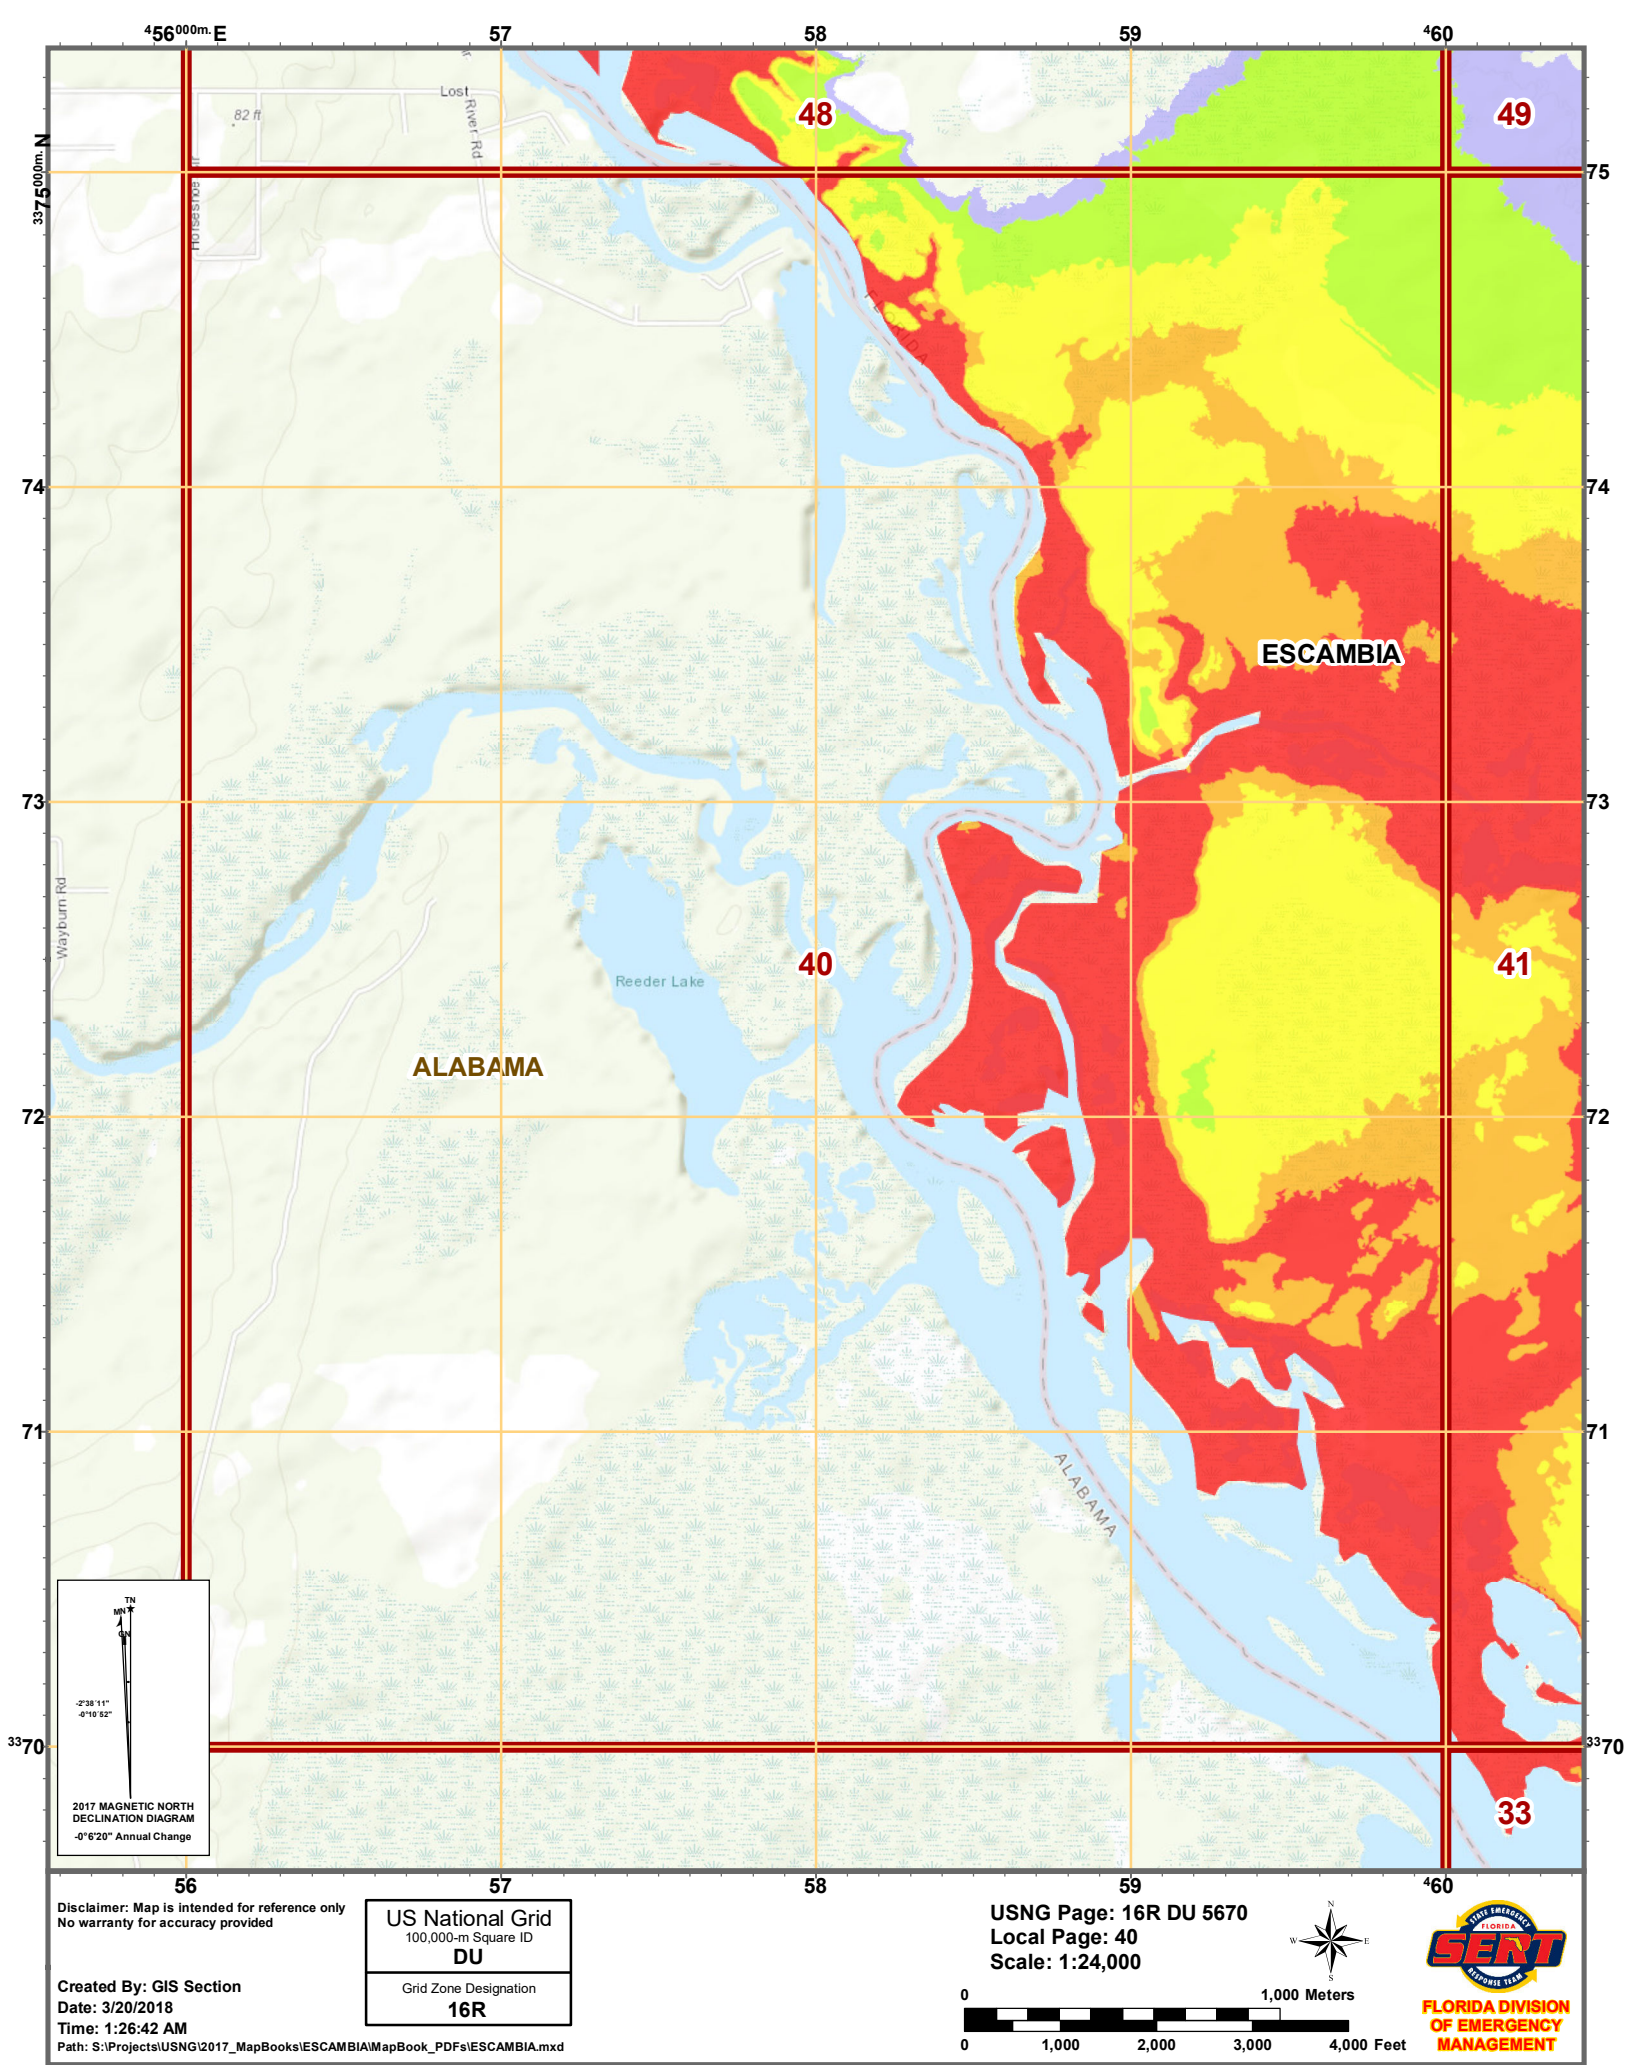 456000m. E 57 58 59 460
3375000m. N
75
74 74
73 73
72 72
71 71
3370 3370
56 57 58 59 460
Lost River Rd
82 ft
48
49
FLORIDA
ESCAMBIA
Wayburn Rd
40
41
Reeder Lake
ALABAMA
ALABAMA
33
TN
MN
GN
-2°38'11"
-0°10'52"
2017 MAGNETIC NORTH
DECLINATION DIAGRAM
-0°6'20" Annual Change
Disclaimer: Map is intended for reference only
No warranty for accuracy provided
Created By: GIS Section
Date: 3/20/2018
Time: 1:26:42 AM
Path: S:\Projects\USNG\2017_MapBooks\ESCAMBIA\MapBook_PDFs\ESCAMBIA.mxd
US National Grid
100,000-m Square ID
DU
Grid Zone Designation
16R
USNG Page: 16R DU 5670
Local Page: 40
Scale: 1:24,000
N
W E
S
0 1,000 Meters
0 1,000 2,000 3,000 4,000 Feet
STATE EMERGENCY
FLORIDA
SERT
RESPONSE TEAM
FLORIDA DIVISION
OF EMERGENCY
MANAGEMENT